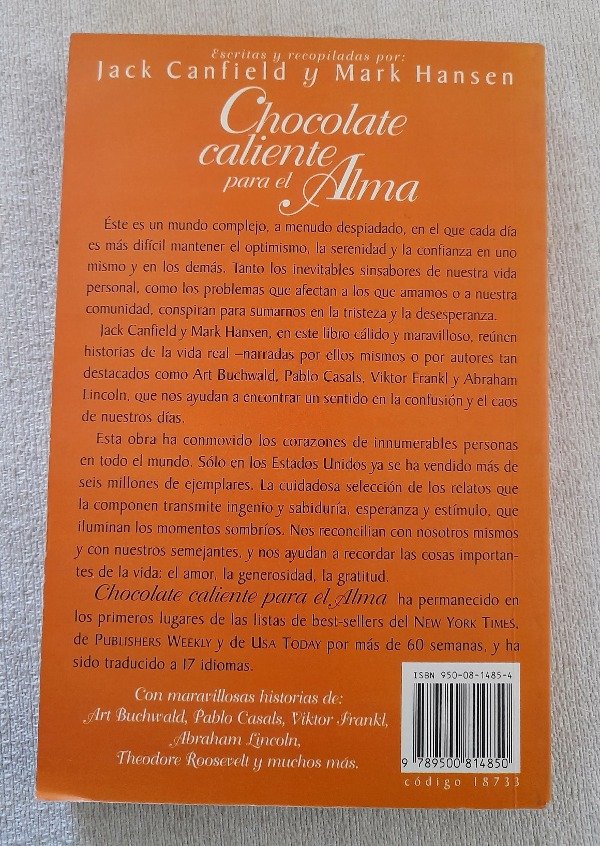 Escritas y recopiladas por:
Jack Canfield y Mark Hansen
Chocolate
caliente
para el Alma
Éste es un mundo complejo, a menudo despiadado, en el que cada día
es más difícil mantener el optimismo, la serenidad y la confianza en uno
mismo y en los demás. Tanto los inevitables sinsabores de nuestra vida
personal, como los problemas que afectan a los que amamos o a nuestra
comunidad, conspiran para sumarnos en la tristeza y la desesperanza.
Jack Canfield y Mark Hansen, en este libro cálido y maravilloso, reúnen
historias de la vida real –narradas por ellos mismos o por autores tan
destacados como Art Buchwald, Pablo Casals, Viktor Frankl y Abraham
Lincoln, que nos ayudan a encontrar un sentido en la confusión y el caos
de nuestros días.
Esta obra ha conmovido los corazones de innumerables personas
en todo el mundo. Sólo en los Estados Unidos ya se ha vendido más de
seis millones de ejemplares. La cuidadosa selección de los relatos que
la componen transmite ingenio y sabiduría, esperanza y estímulo, que
iluminan los momentos sombríos. Nos reconcilian con nosotros mismos
y con nuestros semejantes, y nos ayudan a recordar las cosas importan-
tes de la vida: el amor, la generosidad, la gratitud.
Chocolate caliente para el Alma ha permanecido en
los primeros lugares de las listas de best-sellers del NEW YORK TIMES,
de PUBLISHERS WEEKLY y de USA TODAY por más de 60 semanas, y ha
sido traducido a 17 idiomas.
Con maravillosas historias de:
Art Buchwald, Pablo Casals, Viktor Frankl,
Abraham Lincoln,
Theodore Roosevelt y muchos más.
ISBN 950-08-1485-4
9 789500 814850
código 18733